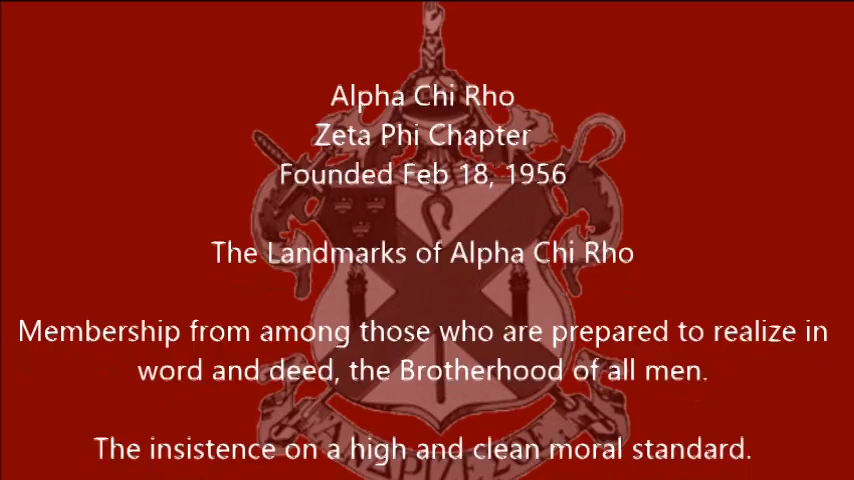 Alpha Chi Rho
Zeta Phi Chapter
Founded Feb 18, 1956
The Landmarks of Alpha Chi Rho
Membership from among those who are prepared to realize in
word and deed, the Brotherhood of all men.
The insistence on a high and clean moral standard.
ΑΝΔΡΙΖΕΣΘΕ